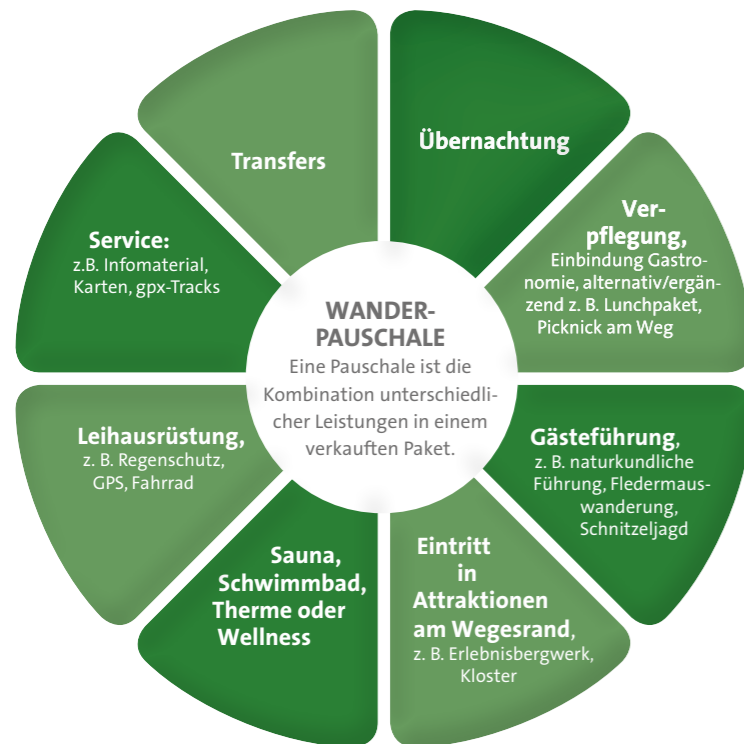 WANDER-
PAUSCHALE
Eine Pauschale ist die
Kombination unterschiedli-
cher Leistungen in einem
verkauften Paket.
Übernachtung
Ver-
pflegung,
Einbindung Gastro-
nomie, alternativ/ergän-
zend z. B. Lunchpaket,
Picknick am Weg
Gästeführung,
z. B. naturkundliche
Führung, Fledermaus-
wanderung,
Schnitzeljagd
Eintritt
in
Attraktionen
am Wegesrand,
z. B. Erlebnisbergwerk,
Kloster
Sauna,
Schwimmbad,
Therme oder
Wellness
Leihausrüstung,
z. B. Regenschutz,
GPS, Fahrrad
Service:
z.B. Infomaterial,
Karten, gpx-Tracks
Transfers